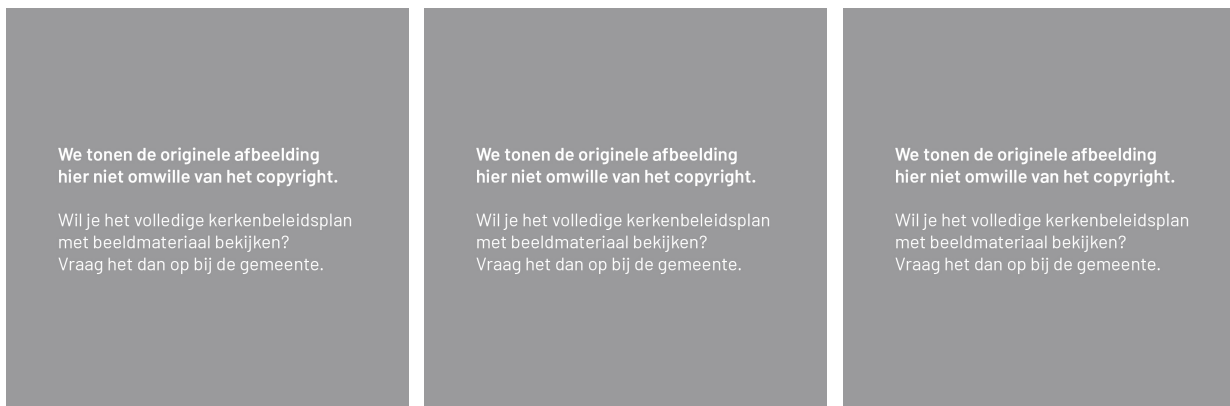 We tonen de originele afbeelding
hier niet omwille van het copyright.
Wil je het volledige kerkenbeleidsplan
met beeldmateriaal bekijken?
Vraag het dan op bij de gemeente.
We tonen de originele afbeelding
hier niet omwille van het copyright.
Wil je het volledige kerkenbeleidsplan
met beeldmateriaal bekijken?
Vraag het dan op bij de gemeente.
We tonen de originele afbeelding
hier niet omwille van het copyright.
Wil je het volledige kerkenbeleidsplan
met beeldmateriaal bekijken?
Vraag het dan op bij de gemeente.